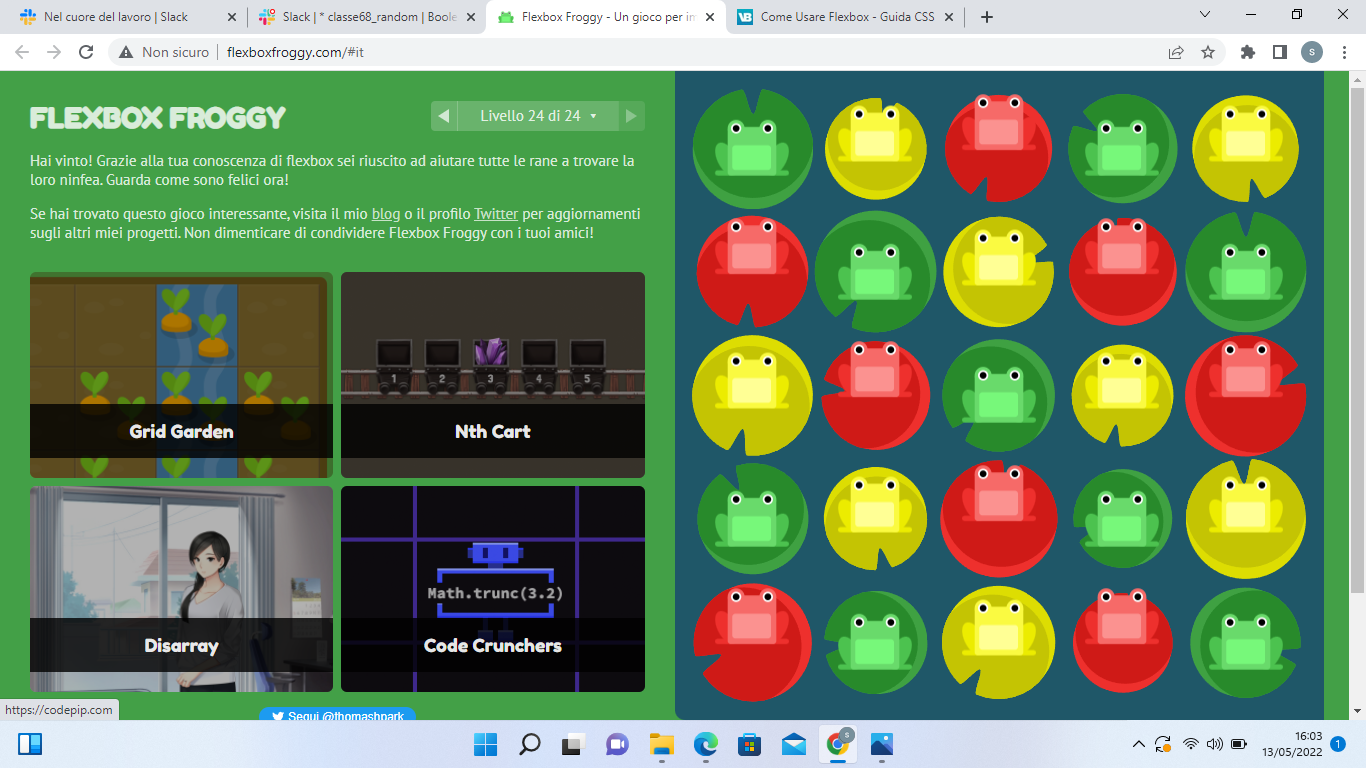 Nel cuore del lavoro | Slack
Slack | * classe68_random | Boole
Flexbox Froggy - Un gioco per im
Come Usare Flexbox - Guida CSS
Non sicuro
flexboxfroggy.com/#it
s
FLEXBOX FROGGY
Livello 24 di 24
Hai vinto! Grazie alla tua conoscenza di flexbox sei riuscito ad aiutare tutte le rane a trovare la
loro ninfea. Guarda come sono felici ora!
Se hai trovato questo gioco interessante, visita il mio blog o il profilo Twitter per aggiornamenti
sugli altri miei progetti. Non dimenticare di condividere Flexbox Froggy con i tuoi amici!
1 2 3 4 5
Grid Garden
Nth Cart
Math.trunc(3.2)
Disarray
Code Crunchers
https://codepip.com
Segui @thomashpark
s
16:03
13/05/2022
1